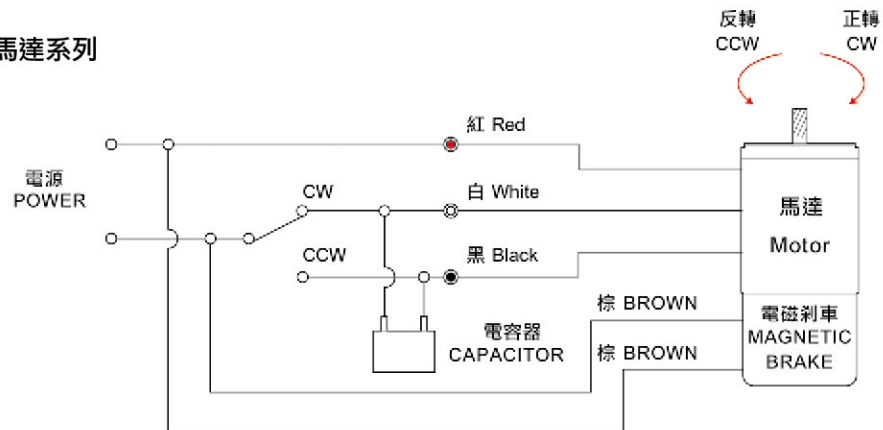 馬達系列
反轉
CCW
正轉
CW
紅 Red
電源
POWER
CW
白 White
馬達
Motor
CCW
黑 Black
棕 BROWN
電容器
CAPACITOR
棕 BROWN
電磁剎車
MAGNETIC
BRAKE